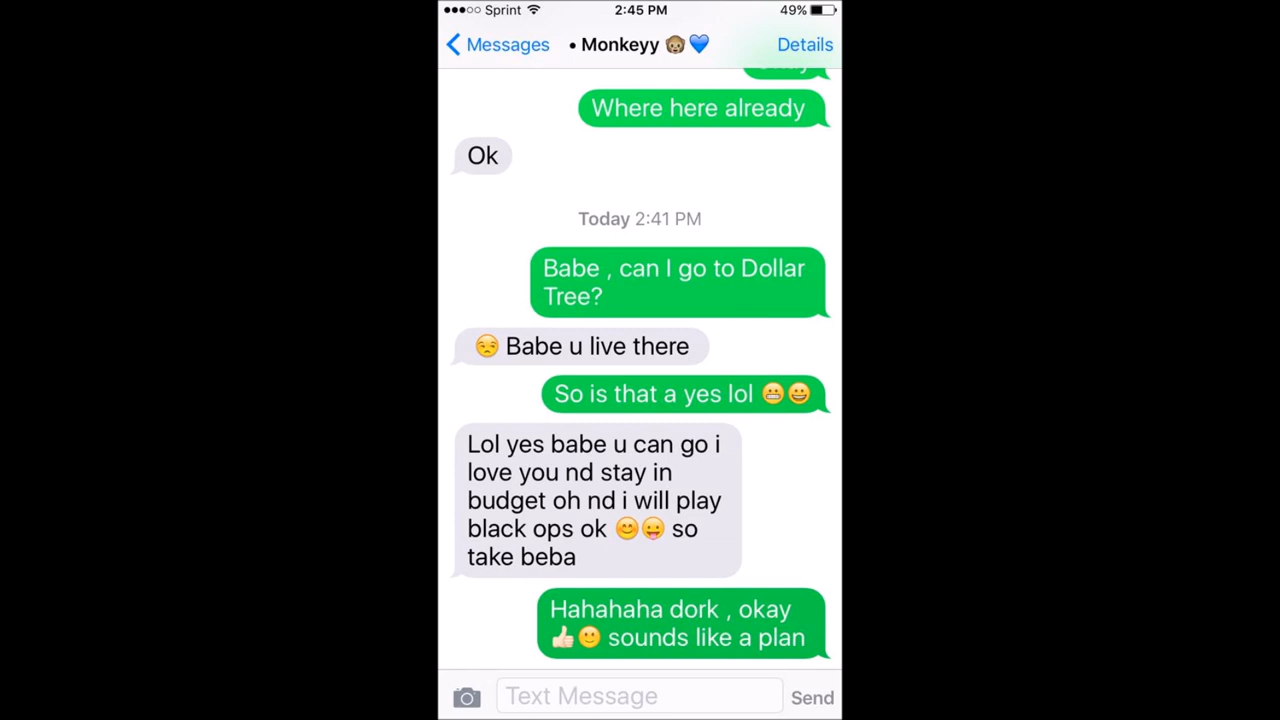 Sprint 2:45 PM 49%
Messages • Monkeyy 🐵💙 Details
Where here already
Ok
Today 2:41 PM
Babe , can I go to Dollar
Tree?
😒 Babe u live there
So is that a yes lol 😬😀
Lol yes babe u can go i
love you nd stay in
budget oh nd i will play
black ops ok 😊😛 so
take beba
Hahahaha dork , okay
👍🏻🙂 sounds like a plan
Text Message Send